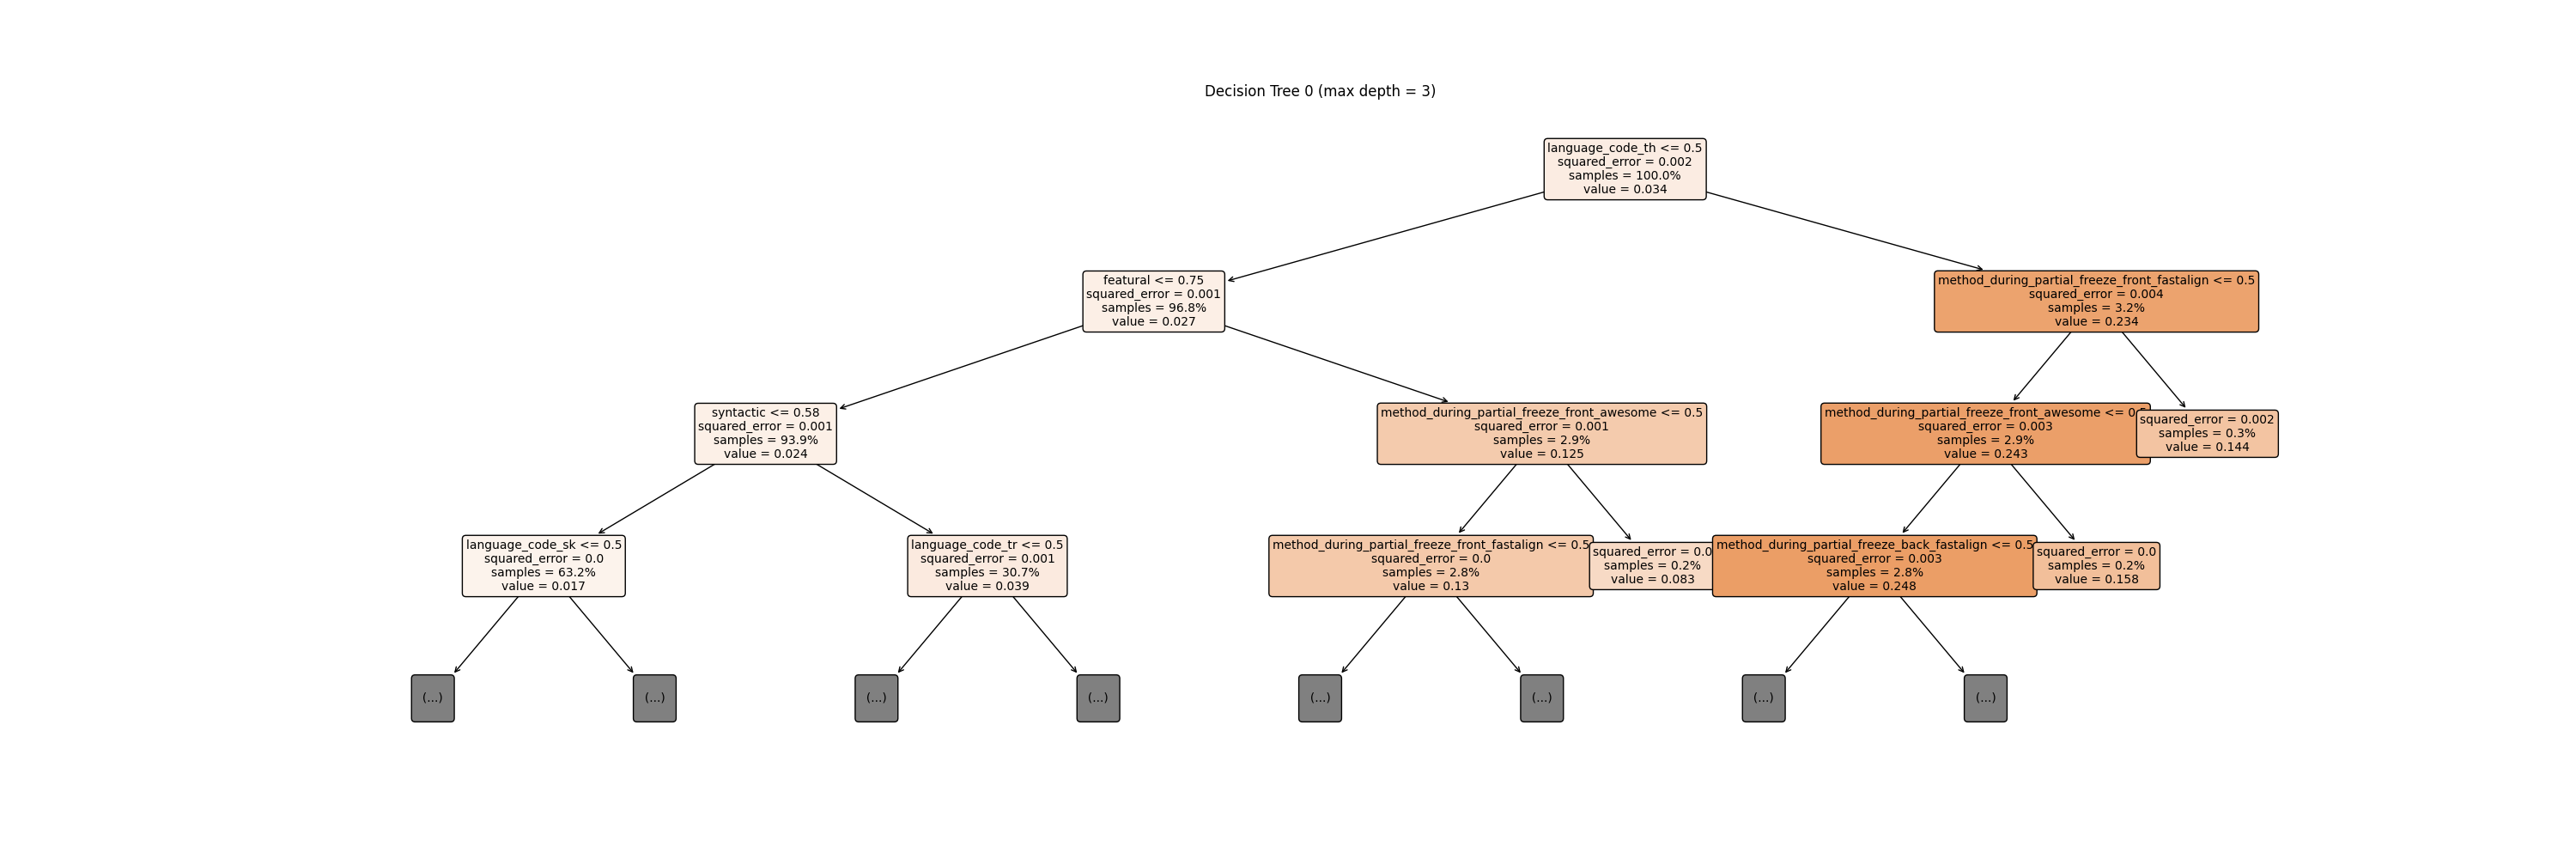 Decision Tree 0 (max depth = 3)
language_code_th <= 0.5
squared_error = 0.002
samples = 100.0%
value = 0.034
featural <= 0.75
squared_error = 0.001
samples = 96.8%
value = 0.027
method_during_partial_freeze_front_fastalign <= 0.5
squared_error = 0.004
samples = 3.2%
value = 0.234
syntactic <= 0.58
squared_error = 0.001
samples = 93.9%
value = 0.024
method_during_partial_freeze_front_awesome <= 0.5
squared_error = 0.001
samples = 2.9%
value = 0.125
method_during_partial_freeze_front_awesome <= 0.5
squared_error = 0.003
samples = 2.9%
value = 0.243
squared_error = 0.002
samples = 0.3%
value = 0.144
language_code_sk <= 0.5
squared_error = 0.0
samples = 63.2%
value = 0.017
language_code_tr <= 0.5
squared_error = 0.001
samples = 30.7%
value = 0.039
method_during_partial_freeze_front_fastalign <= 0.5
squared_error = 0.0
samples = 2.8%
value = 0.13
squared_error = 0.0
samples = 0.2%
value = 0.083
method_during_partial_freeze_back_fastalign <= 0.5
squared_error = 0.003
samples = 2.8%
value = 0.248
squared_error = 0.0
samples = 0.2%
value = 0.158
(...)
(...)
(...)
(...)
(...)
(...)
(...)
(...)